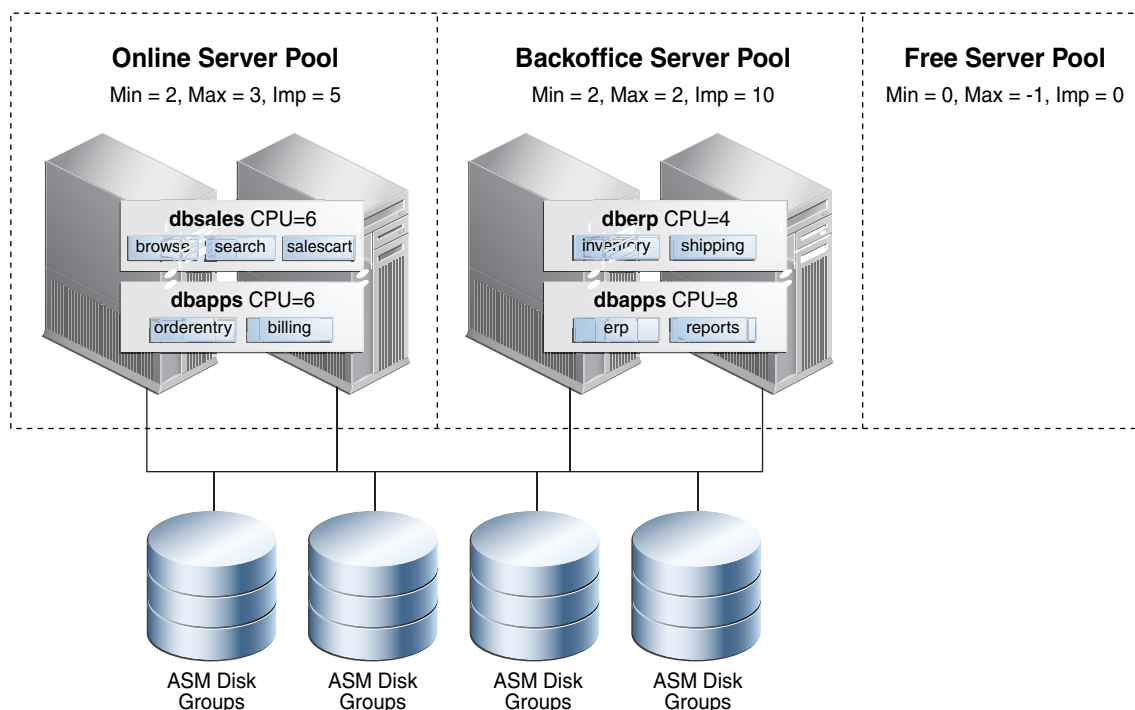 Online Server Pool
Min = 2, Max = 3, Imp = 5
dbsales CPU=6
browse search salescart
dbapps CPU=6
orderentry billing
Backoffice Server Pool
Min = 2, Max = 2, Imp = 10
dberp CPU=4
inventory shipping
dbapps CPU=8
erp reports
Free Server Pool
Min = 0, Max = -1, Imp = 0
ASM Disk
Groups
ASM Disk
Groups
ASM Disk
Groups
ASM Disk
Groups